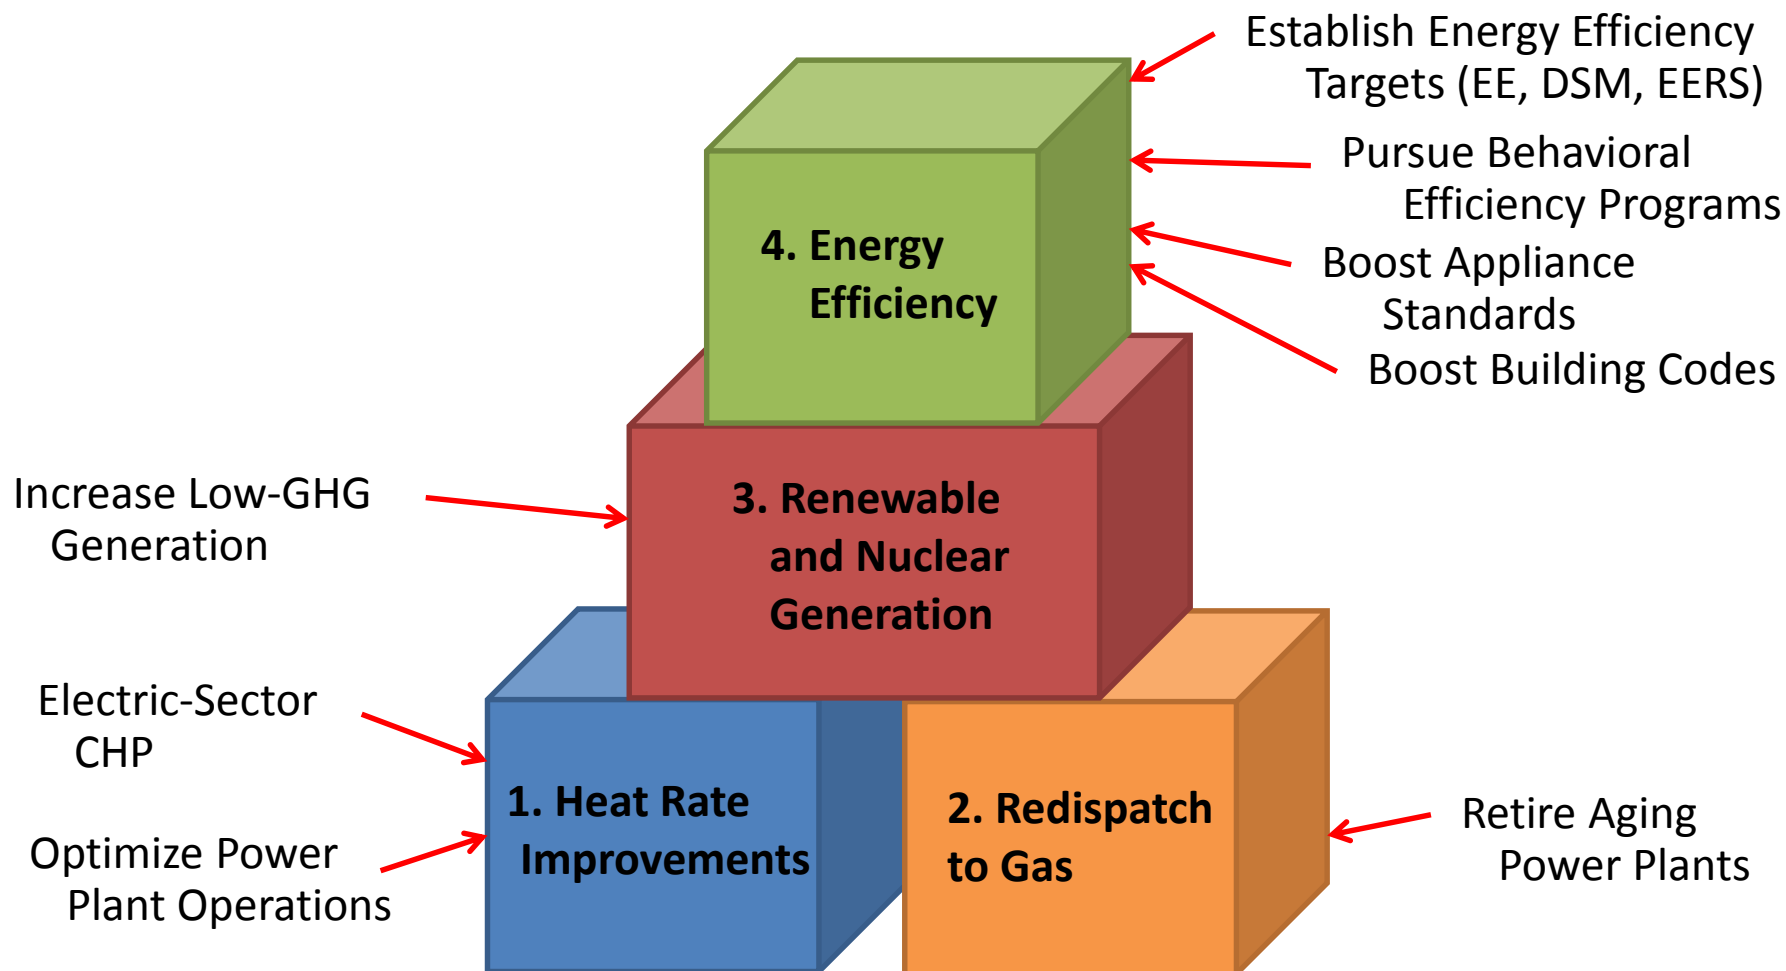 Establish Energy Efficiency
Targets (EE, DSM, EERS)
Pursue Behavioral
Efficiency Programs
4. Energy
Efficiency
Boost Appliance
Standards
Boost Building Codes
Increase Low-GHG
Generation
3. Renewable
and Nuclear
Generation
Electric-Sector
CHP
1. Heat Rate
Improvements
2. Redispatch
to Gas
Optimize Power
Plant Operations
Retire Aging
Power Plants